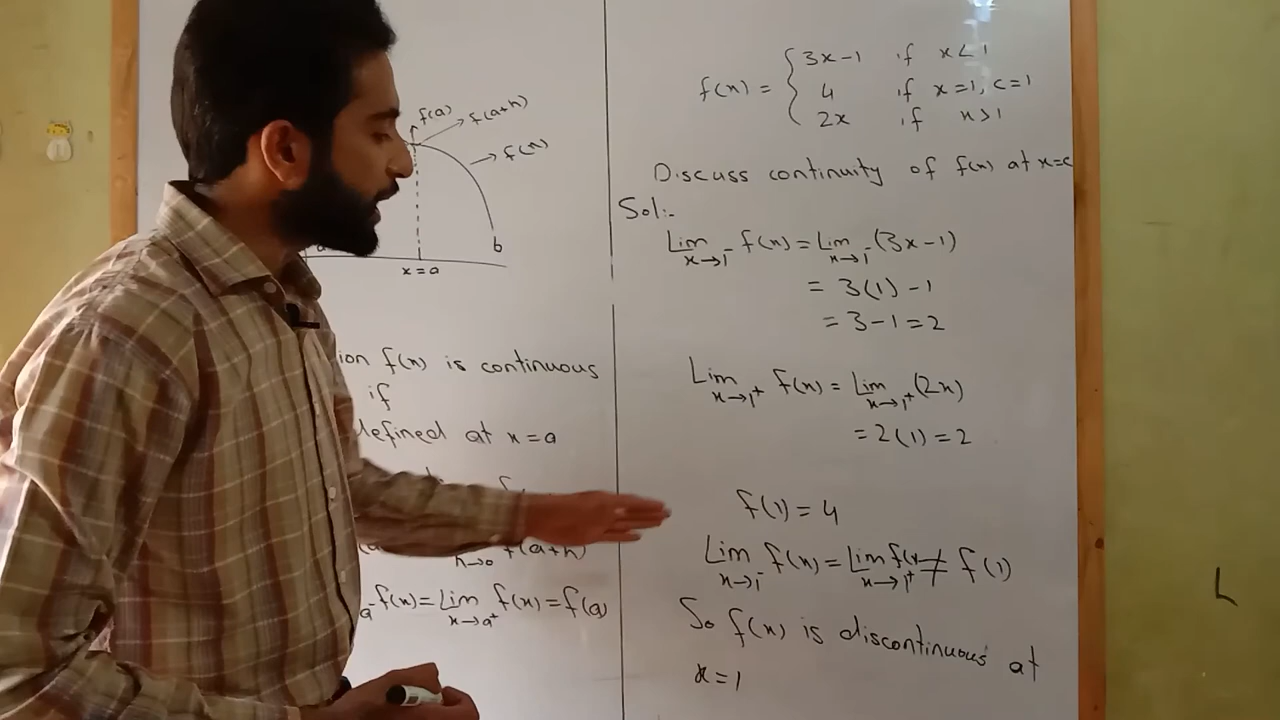 f(a)
f(a+h)
f(x)
b
x=a
ion f(x) is continuous
if
defined at x=a
h→0 f(a+h)
a⁻ f(x)=Lim x→a⁺ f(x)=f(a)
f(x) = { 3x-1 if x<1
4 if x=1, c=1
2x if x>1
Discuss continuity of f(x) at x=c
Sol:-
Lim x→1⁻ f(x) = Lim x→1⁻ (3x-1)
= 3(1)-1
= 3-1=2
Lim x→1⁺ f(x) = Lim x→1⁺ (2x)
= 2(1)=2
f(1)=4
Lim x→1⁻ f(x) = Lim x→1⁺ f(x ≠ f(1)
So f(x) is discontinuous at
x=1